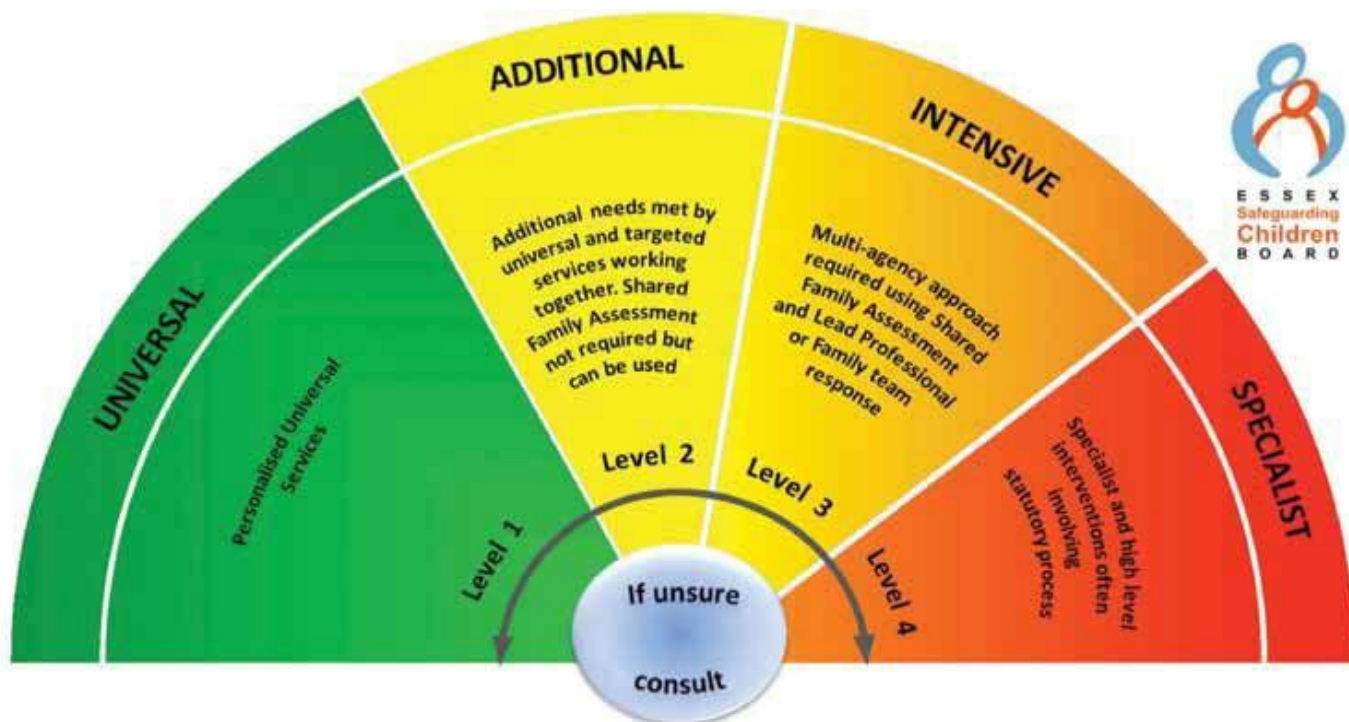 UNIVERSAL
Personalised Universal
Services
Level 1
ADDITIONAL
Additional needs met by
universal and targeted
services working
together. Shared
Family Assessment
not required but
can be used
Level 2
INTENSIVE
Multi-agency approach
required using Shared
Family Assessment
and Lead Professional
or Family team
response
Level 3
SPECIALIST
Specialist and high level
interventions often
involving
statutory process
Level 4
If unsure
consult
ESSEX
Safeguarding
Children
BOARD